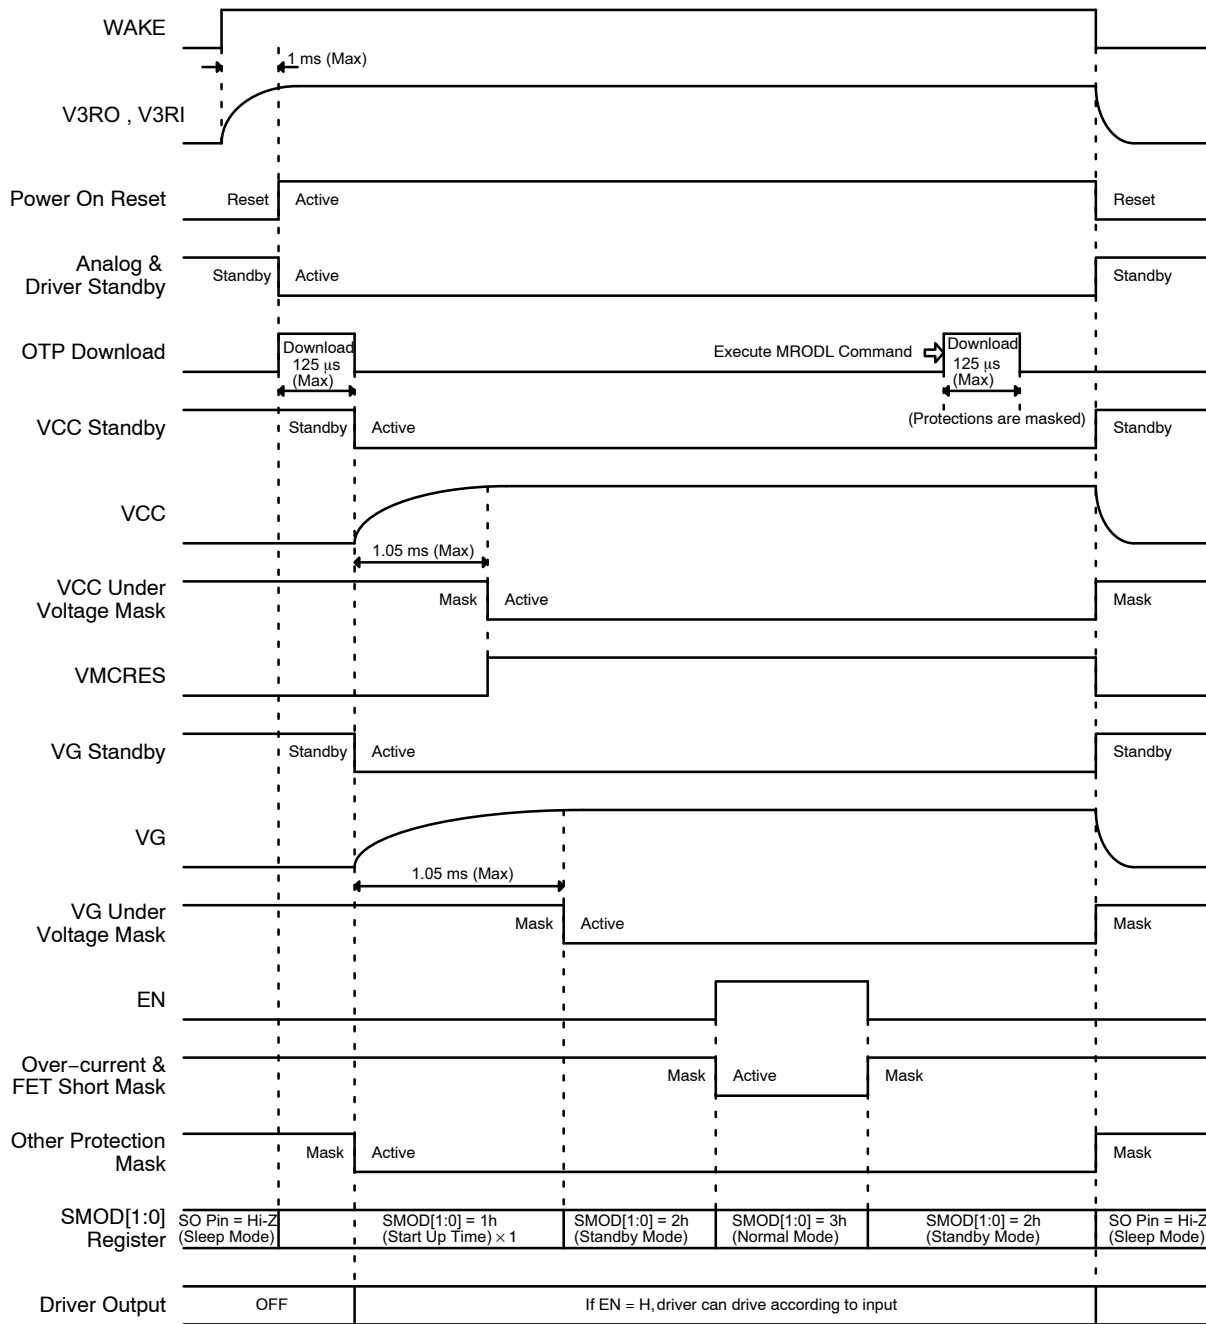 WAKE
1 ms (Max)
V3RO , V3RI
Power On Reset
Reset
Active
Reset
Analog &
Driver Standby
Standby
Active
Standby
OTP Download
Download
125 μs
(Max)
Execute MRODL Command
Download
125 μs
(Max)
(Protections are masked)
VCC Standby
Standby
Active
Standby
VCC
1.05 ms (Max)
VCC Under
Voltage Mask
Mask
Active
Mask
VMCRES
VG Standby
Standby
Active
Standby
VG
1.05 ms (Max)
VG Under
Voltage Mask
Mask
Active
Mask
EN
Over−current &
FET Short Mask
Mask
Active
Mask
Other Protection
Mask
Mask
Active
Mask
SMOD[1:0]
Register
SO Pin = Hi-Z
(Sleep Mode)
SMOD[1:0] = 1h
(Start Up Time) × 1
SMOD[1:0] = 2h
(Standby Mode)
SMOD[1:0] = 3h
(Normal Mode)
SMOD[1:0] = 2h
(Standby Mode)
SO Pin = Hi-Z
(Sleep Mode)
Driver Output
OFF
If EN = H, driver can drive according to input